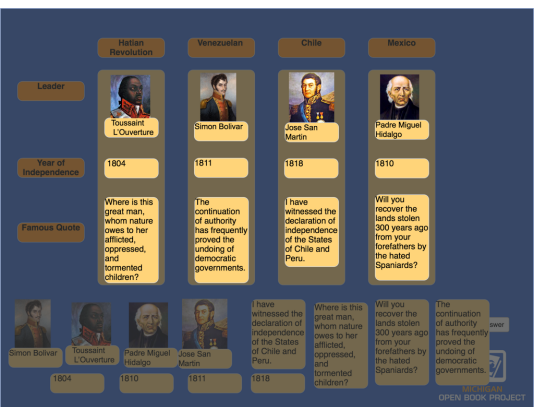 Hatian
Revolution
Venezuelan
Chile
Mexico
Leader
Toussaint
L'Ouverture
Simon Bolivar
Jose San
Martin
Padre Miguel
Hidalgo
Year of
Independence
1804
1811
1818
1810
Famous Quote
Where is this
great man,
whom nature
owes to her
afflicted,
oppressed,
and
tormented
children?
The
continuation
of authority
has frequently
proved the
undoing of
democratic
governments.
I have
witnessed the
declaration of
independence
of the States
of Chile and
Peru.
Will you
recover the
lands stolen
300 years ago
from your
forefathers by
the hated
Spaniards?
Simon Bolivar
Toussaint
L'Ouverture
Padre Miguel
Hidalgo
Jose San
Martin
1804
1810
1811
1818
I have
witnessed the
declaration of
independence
of the States
of Chile and
Peru.
Where is this
great man,
whom nature
owes to her
afflicted,
oppressed,
and
tormented
children?
Will you
recover the
lands stolen
300 years ago
from your
forefathers by
the hated
Spaniards?
The
continuation
of authority
has frequently
proved the
undoing of
democratic
governments.
swer
MICHIGAN
OPEN BOOK PROJECT